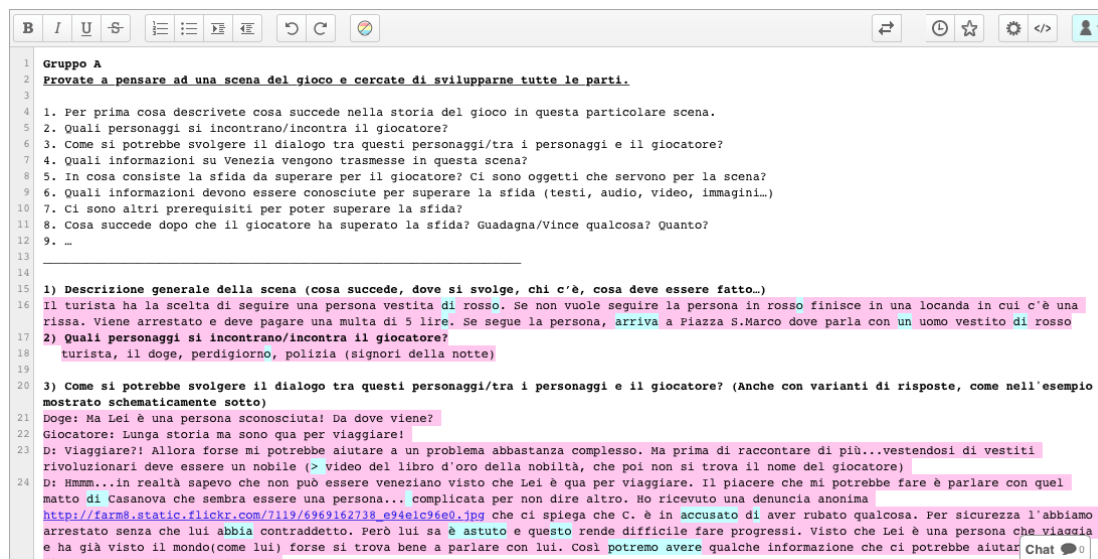 Gruppo A
Provate a pensare ad una scena del gioco e cercate di svilupparne tutte le parti.
1. Per prima cosa descrivete cosa succede nella storia del gioco in questa particolare scena.
2. Quali personaggi si incontrano/incontra il giocatore?
3. Come si potrebbe svolgere il dialogo tra questi personaggi/tra i personaggi e il giocatore?
4. Quali informazioni su Venezia vengono trasmesse in questa scena?
5. In cosa consiste la sfida da superare per il giocatore? Ci sono oggetti che servono per la scena?
6. Quali informazioni devono essere conosciute per superare la sfida (testi, audio, video, immagini…)
7. Ci sono altri prerequisiti per poter superare la sfida?
8. Cosa succede dopo che il giocatore ha superato la sfida? Guadagna/Vince qualcosa? Quanto?
9. …
1) Descrizione generale della scena (cosa succede, dove si svolge, chi c’è, cosa deve essere fatto…)
Il turista ha la scelta di seguire una persona vestita di rosso. Se non vuole seguire la persona in rosso finisce in una locanda in cui c'è una
rissa. Viene arrestato e deve pagare una multa di 5 lire. Se segue la persona, arriva a Piazza S.Marco dove parla con un uomo vestito di rosso
2) Quali personaggi si incontrano/incontra il giocatore?
turista, il doge, perdigiorno, polizia (signori della notte)
3) Come si potrebbe svolgere il dialogo tra questi personaggi/tra i personaggi e il giocatore? (Anche con varianti di risposte, come nell'esempio
mostrato schematicamente sotto)
Doge: Ma Lei è una persona sconosciuta! Da dove viene?
Giocatore: Lunga storia ma sono qua per viaggiare!
D: Viaggiare?! Allora forse mi potrebbe aiutare a un problema abbastanza complesso. Ma prima di raccontare di più...vestendosi di vestiti
rivoluzionari deve essere un nobile (> video del libro d'oro della nobiltà, che poi non si trova il nome del giocatore)
D: Hmmm...in realtà sapevo che non può essere veneziano visto che Lei è qua per viaggiare. Il piacere che mi potrebbe fare è parlare con quel
matto di Casanova che sembra essere una persona... complicata per non dire altro. Ho ricevuto una denuncia anonima
http://farm8.static.flickr.com/7119/6969162738_e94e1c96e0.jpg che ci spiega che C. è in accusato di aver rubato qualcosa. Per sicurezza l'abbiamo
arrestato senza che lui abbia contraddetto. Però lui sa è astuto e questo rende difficile fare progressi. Visto che Lei è una persona che viaggia
e ha già visto il mondo(come lui) forse si trova bene a parlare con lui. Così potremo avere qualche informazione che ci potrebbe
Chat 0